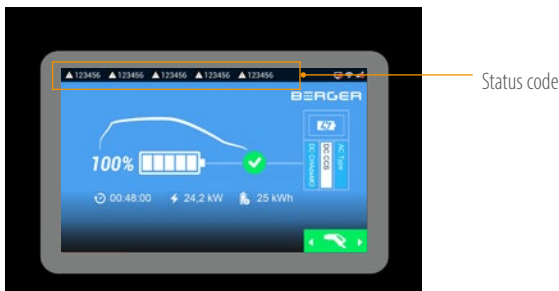 123456 123456 123456 123456 123456
Status code
BERGER
100%
DC CHAdeMO
DC CCS
AC Type
00:48:00 24,2 kW 25 kWh